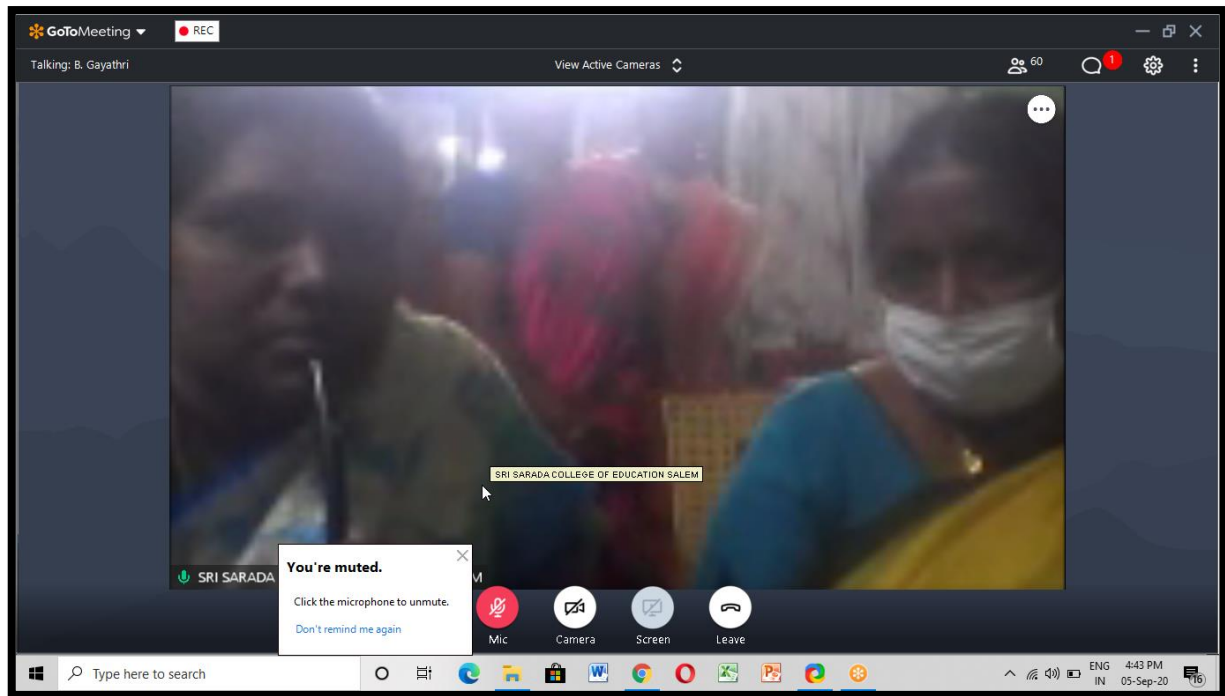 GoToMeeting
REC
Talking: B. Gayathri
View Active Cameras
60
1
SRI SARADA COLLEGE OF EDUCATION SALEM
SRI SARADA
M
You're muted.
Click the microphone to unmute.
Don't remind me again
Mic Camera Screen Leave
Type here to search
ENG 4:43 PM
IN 05-Sep-20
16